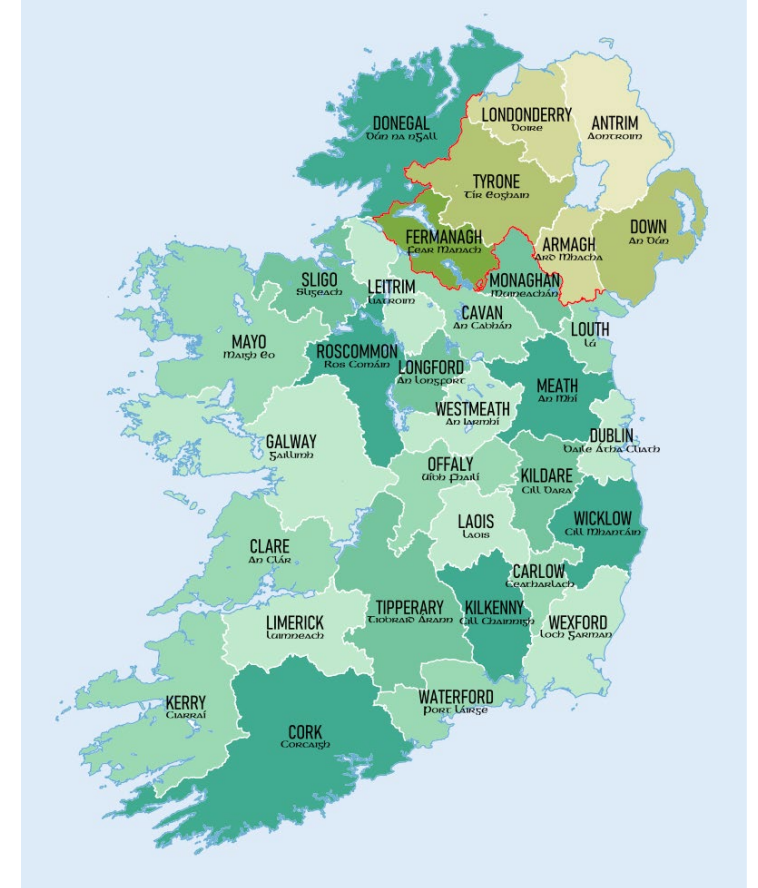 DONEGAL
Dún na nGall
LONDONDERRY
Doire
ANTRIM
Aontroim
TYRONE
Tír Eoghain
FERMANAGH
Fear Manach
ARMAGH
Ard Mhacha
DOWN
An Dún
MONAGHAN
Muineachán
SLIGO
Sligeach
LEITRIM
Liatroim
CAVAN
An Cabhán
LOUTH
Lú
MAYO
Maigh Eo
ROSCOMMON
Ros Comáin
LONGFORD
An Longfort
MEATH
An Mhí
WESTMEATH
An Iarmhí
DUBLIN
Baile Átha Cliath
GALWAY
Gaillimh
OFFALY
Uíbh Fhailí
KILDARE
Cill Dara
LAOIS
Laois
WICKLOW
Cill Mhantáin
CLARE
An Clár
CARLOW
Ceatharlach
LIMERICK
Luimneach
TIPPERARY
Tiobraid Árann
KILKENNY
Cill Chainnigh
WEXFORD
Loch Garman
KERRY
Ciarraí
WATERFORD
Port Láirge
CORK
Corcaigh